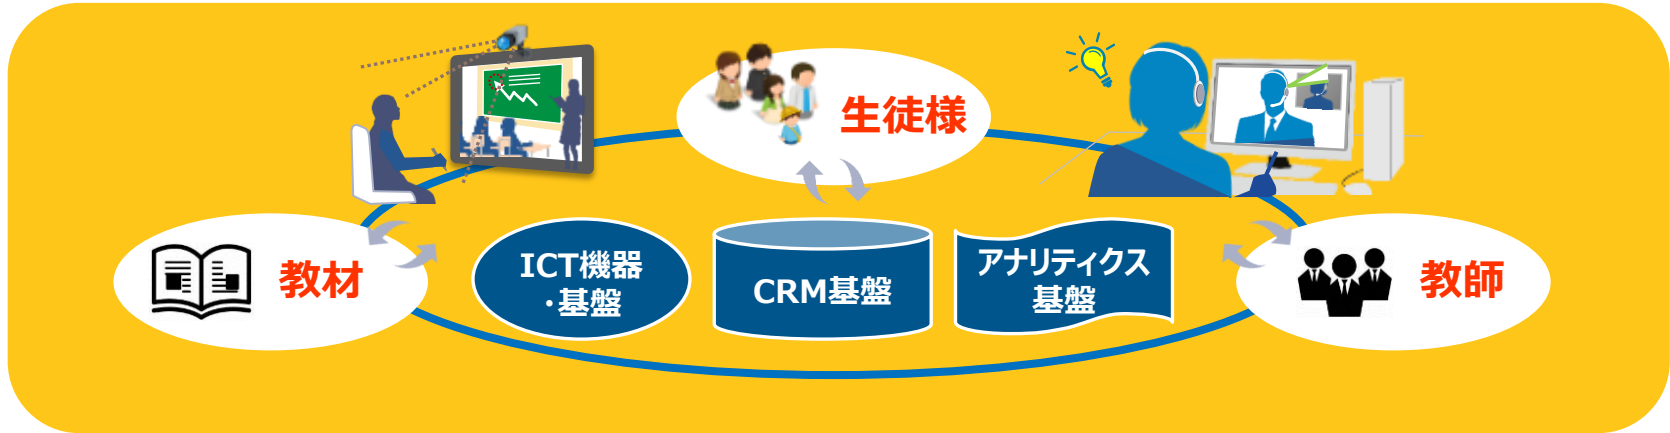 生徒様
教材
ICT機器
・基盤
CRM基盤
アナリティクス
基盤
教師